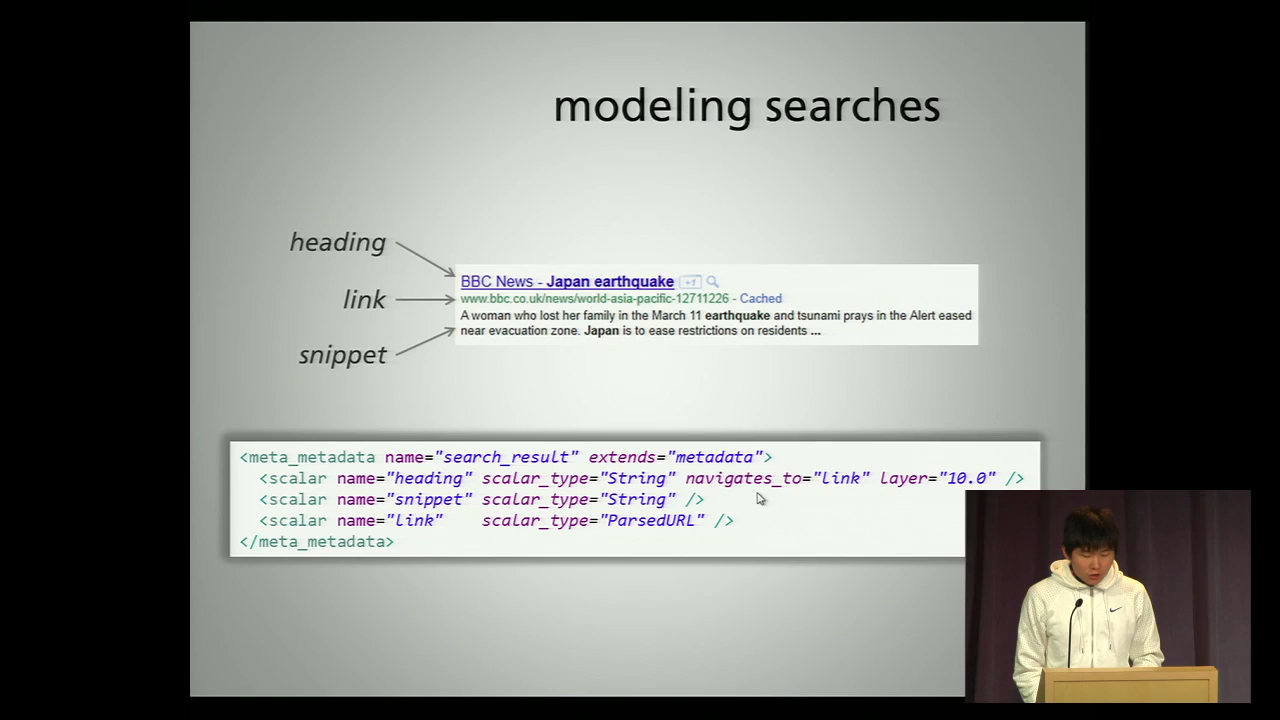 modeling searches
heading
link
snippet
BBC News - Japan earthquake +1
www.bbc.co.uk/news/world-asia-pacific-12711226 - Cached
A woman who lost her family in the March 11 earthquake and tsunami prays in the Alert eased
near evacuation zone. Japan is to ease restrictions on residents ...
<meta_metadata name="search_result" extends="metadata">
<scalar name="heading" scalar_type="String" navigates_to="link" layer="10.0" />
<scalar name="snippet" scalar_type="String" />
<scalar name="link" scalar_type="ParsedURL" />
</meta_metadata>